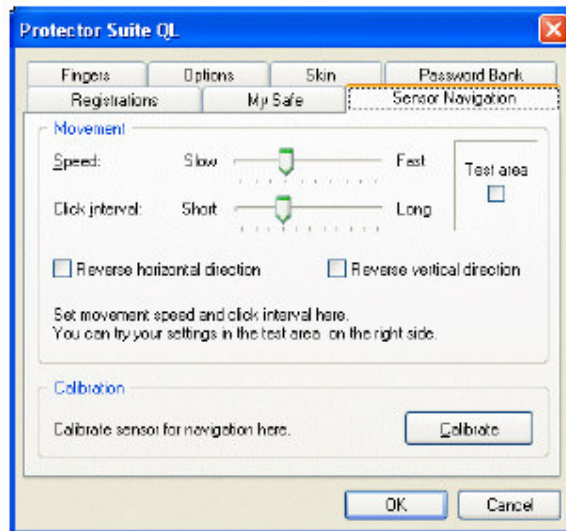 Protector Suite QL
Fingers Options Skin Password Bank
Registrations My Safe Sensor Navigation
Movement
Speed: Slow Fast
Test area
Click interval: Short Long
Reverse horizontal direction Reverse vertical direction
Set movement speed and click interval here.
You can try your settings in the test area on the right side.
Calibration
Calibrate sensor for navigation here. Calibrate
OK Cancel